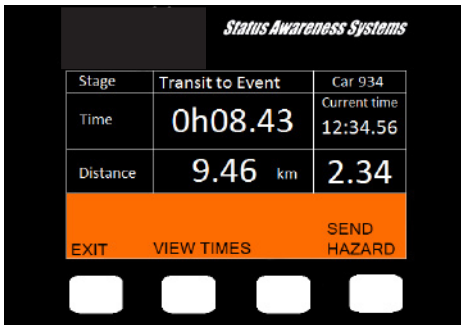 Status Awareness Systems
Stage Transit to Event Car 934
Time 0h08.43 Current time
12:34.56
Distance 9.46 km 2.34
EXIT VIEW TIMES SEND
HAZARD